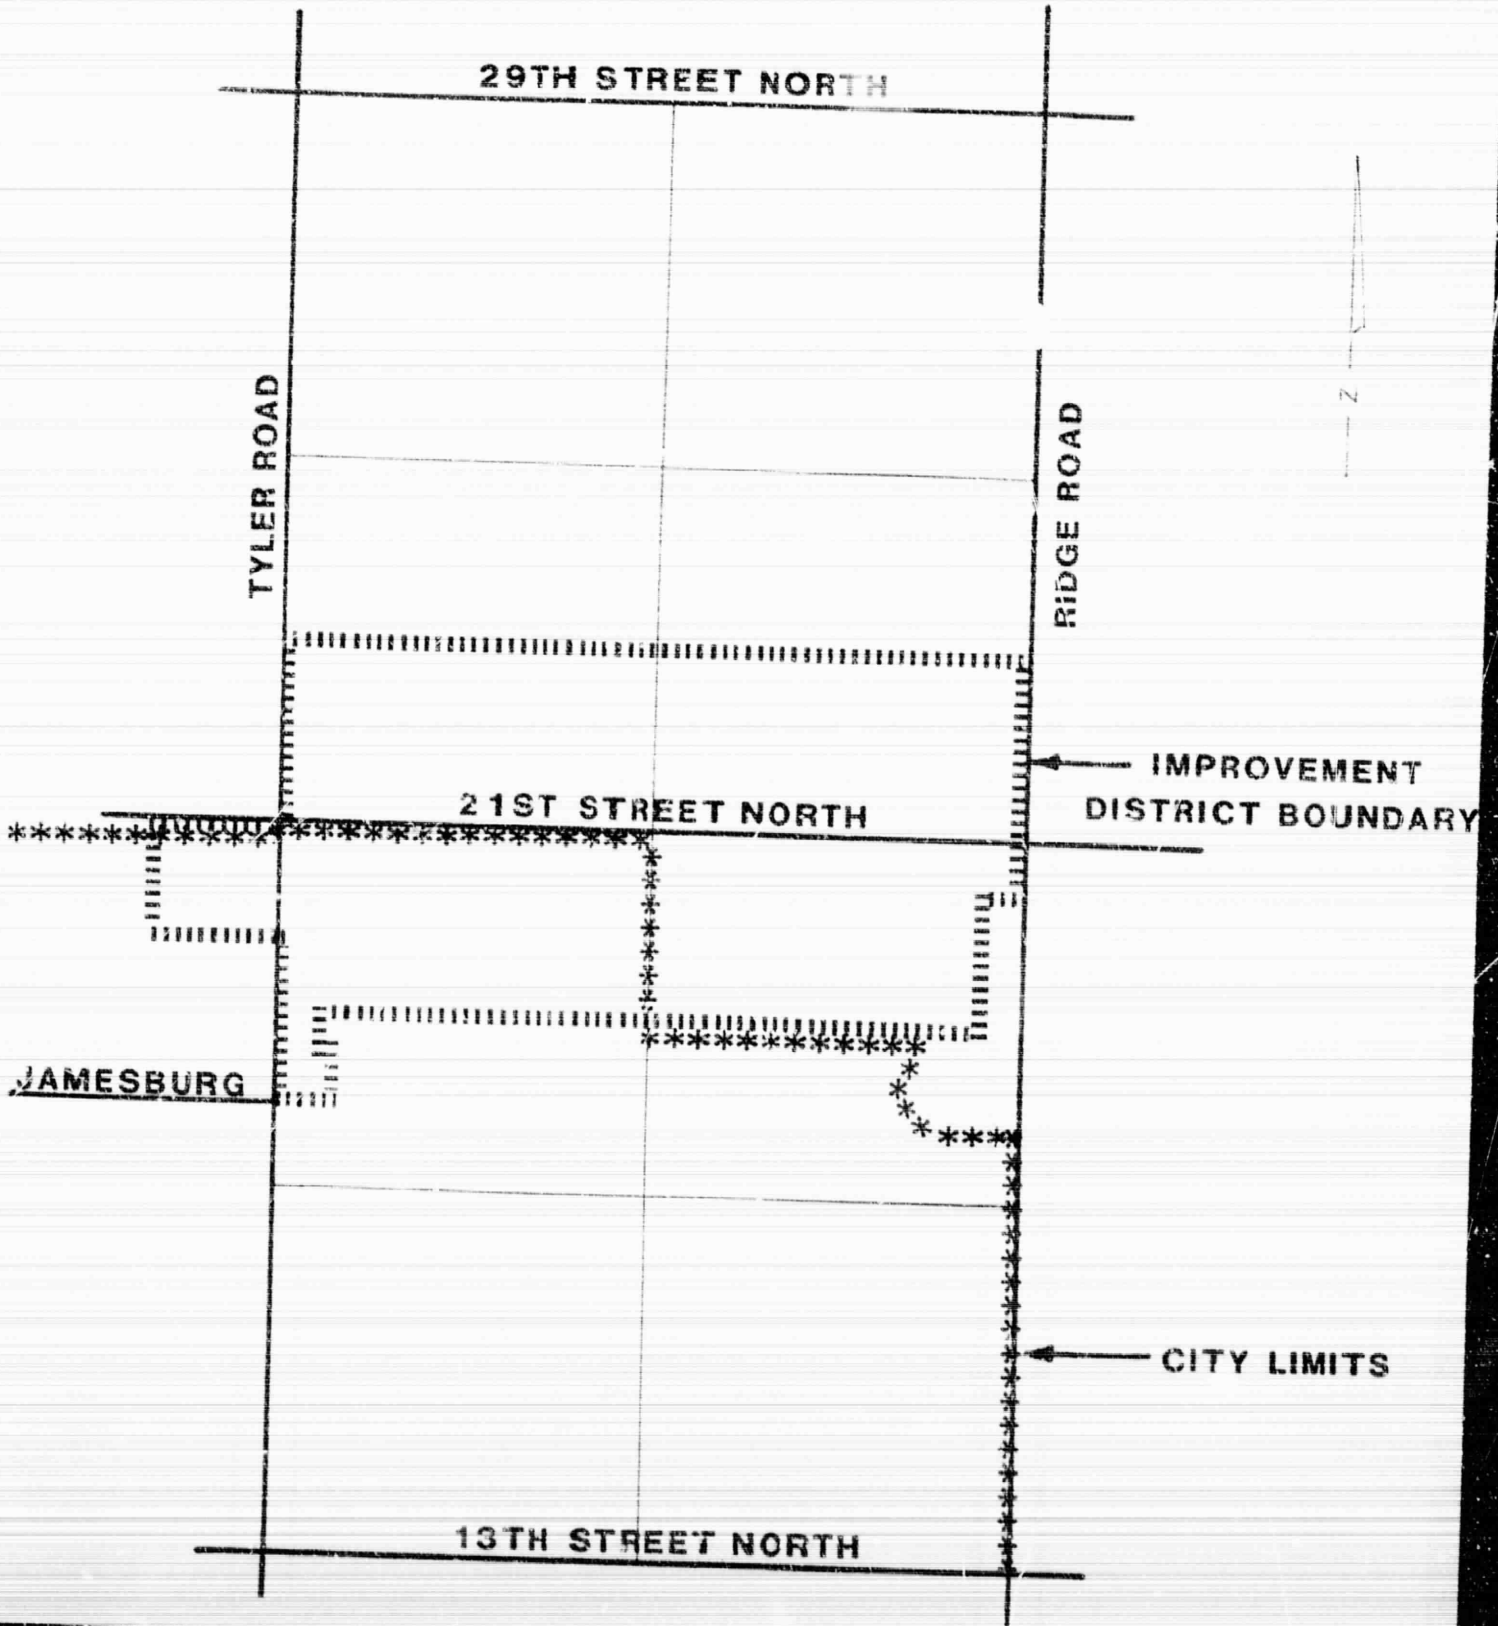 29TH STREET NORTH
TYLER ROAD
RIDGE ROAD
Z
IMPROVEMENT
DISTRICT BOUNDARY
21ST STREET NORTH
JAMESBURG
CITY LIMITS
13TH STREET NORTH